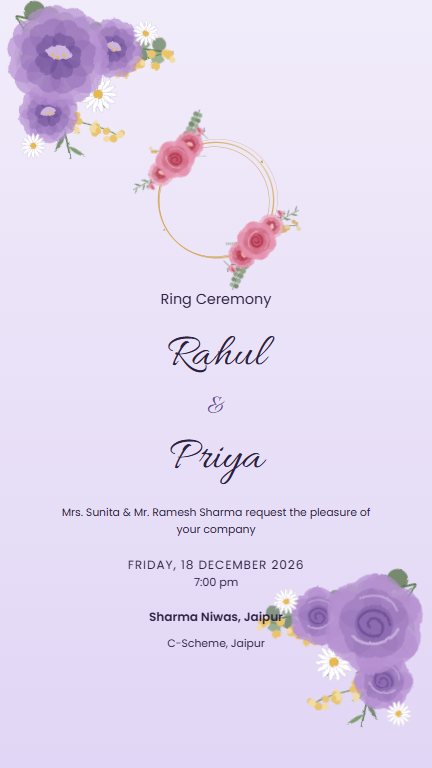 Ring Ceremony
Rahul
&
Priya
Mrs. Sunita & Mr. Ramesh Sharma request the pleasure of
your company
FRIDAY, 18 DECEMBER 2026
7:00 pm
Sharma Niwas, Jaipur
C-Scheme, Jaipur